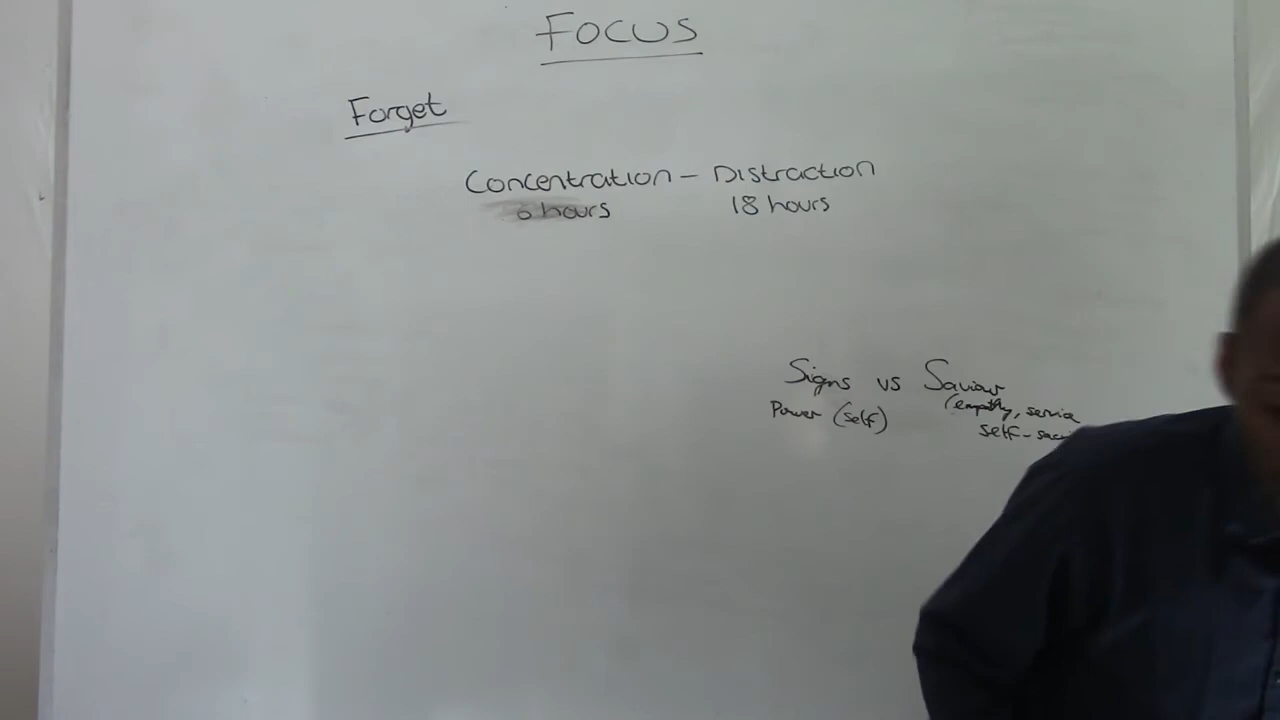 FOCUS
Forget
Concentration - Distraction
6 hours 18 hours
Signs vs Saviour
Power (self) (empathy, service
self-